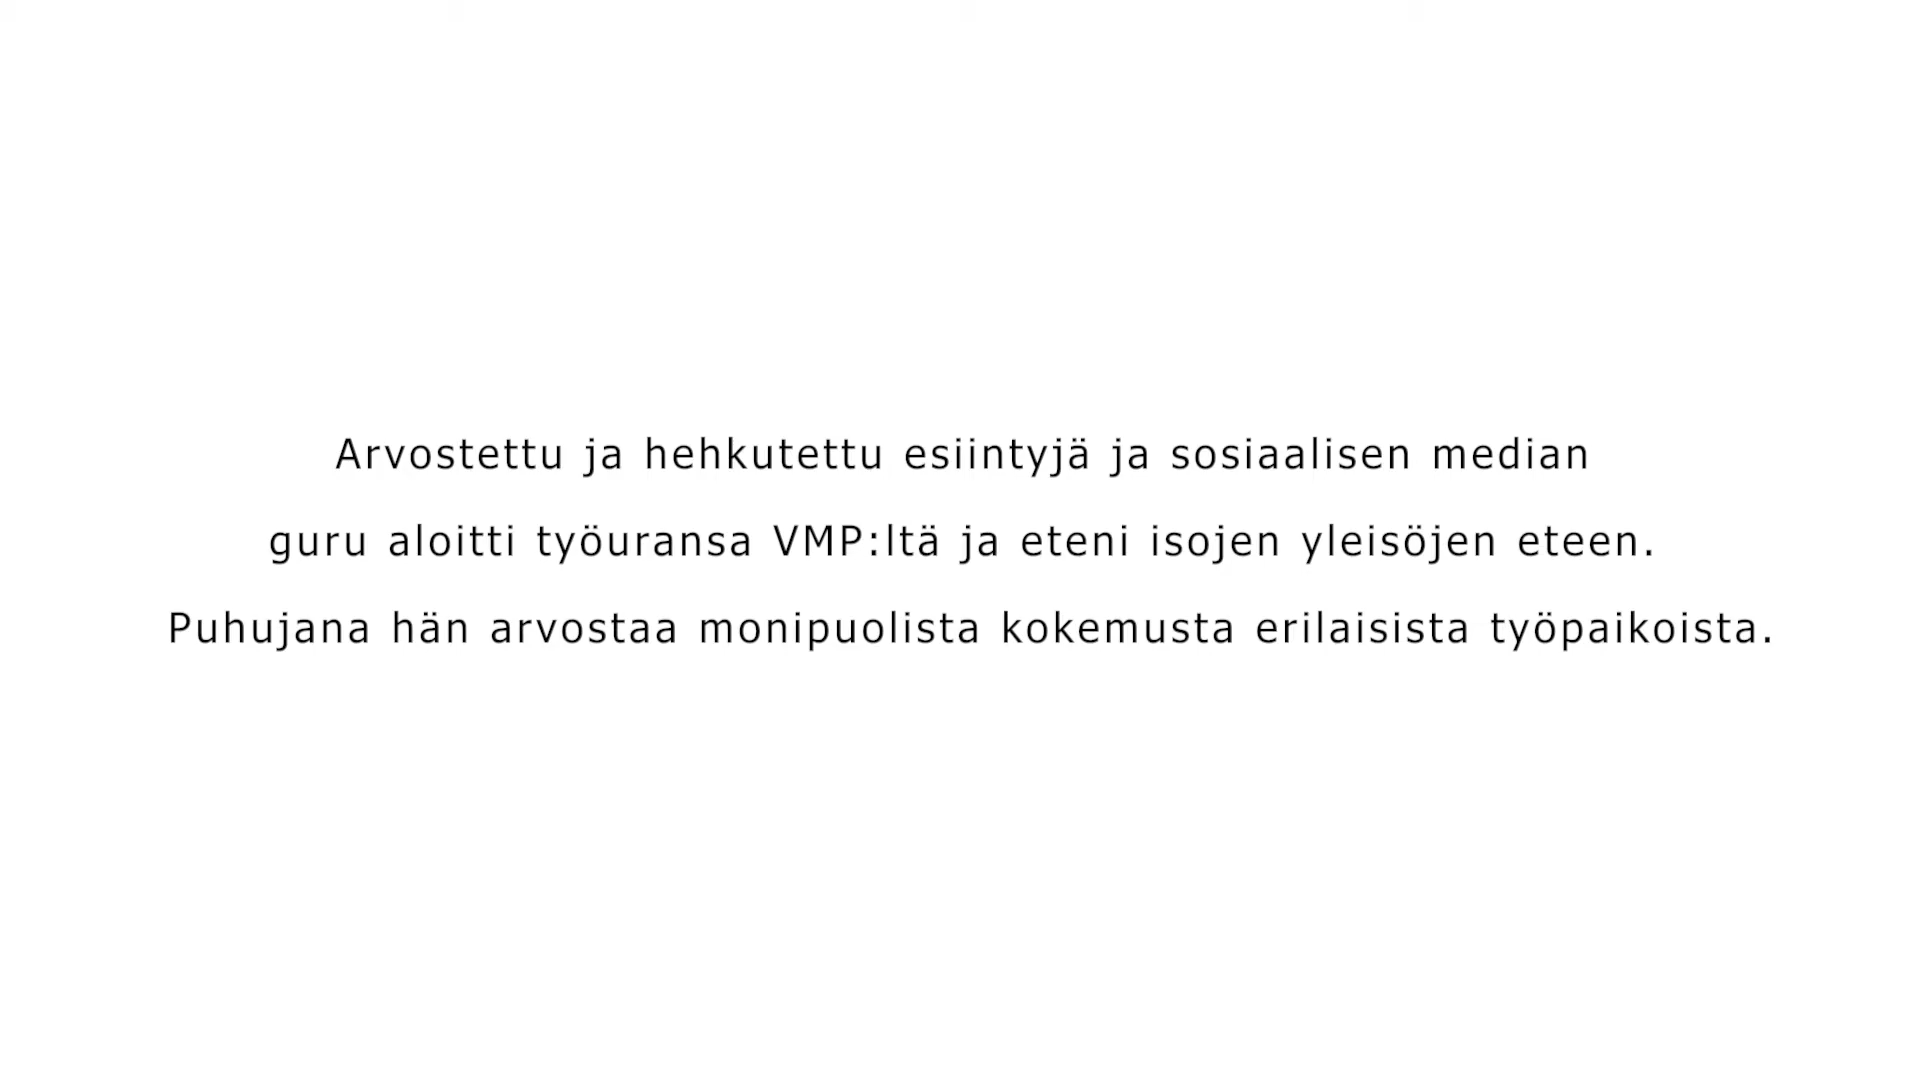 Arvostettu ja hehkutettu esiintyjä ja sosiaalisen median
guru aloitti työuransa VMP:ltä ja eteni isojen yleisöjen eteen.
Puhujana hän arvostaa monipuolista kokemusta erilaisista työpaikoista.